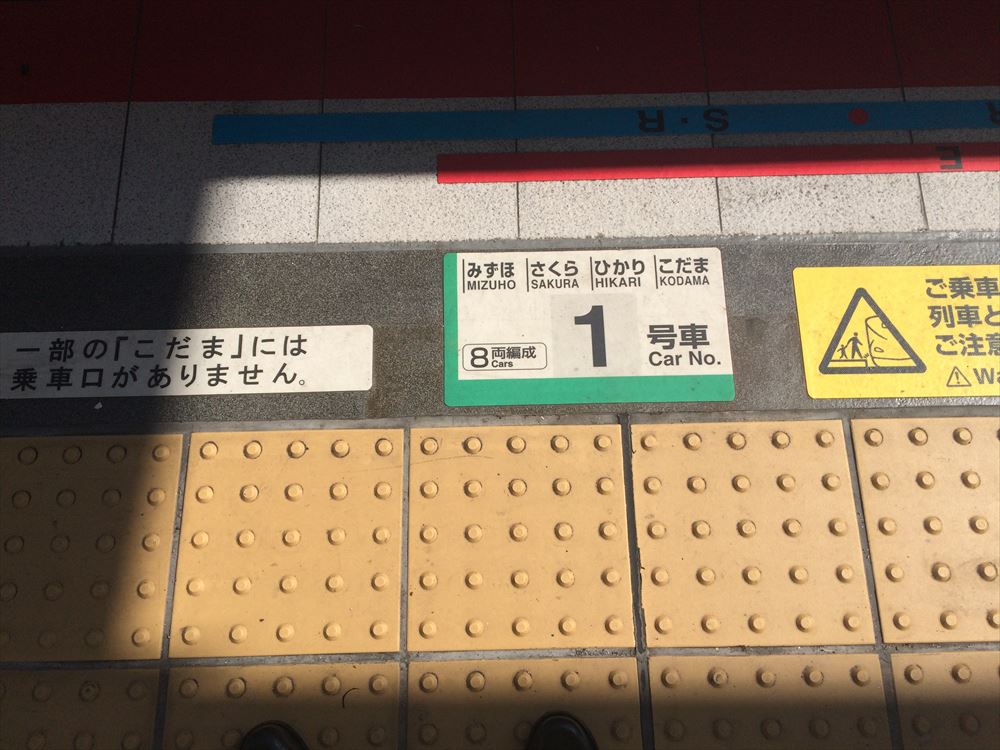 S・R
E
みずほ さくら ひかり こだま
MIZUHO SAKURA HIKARI KODAMA
8両編成
Cars
1
号車
Car No.
一部の「こだま」には
乗車口がありません。
ご乗車
列車と
ご注意